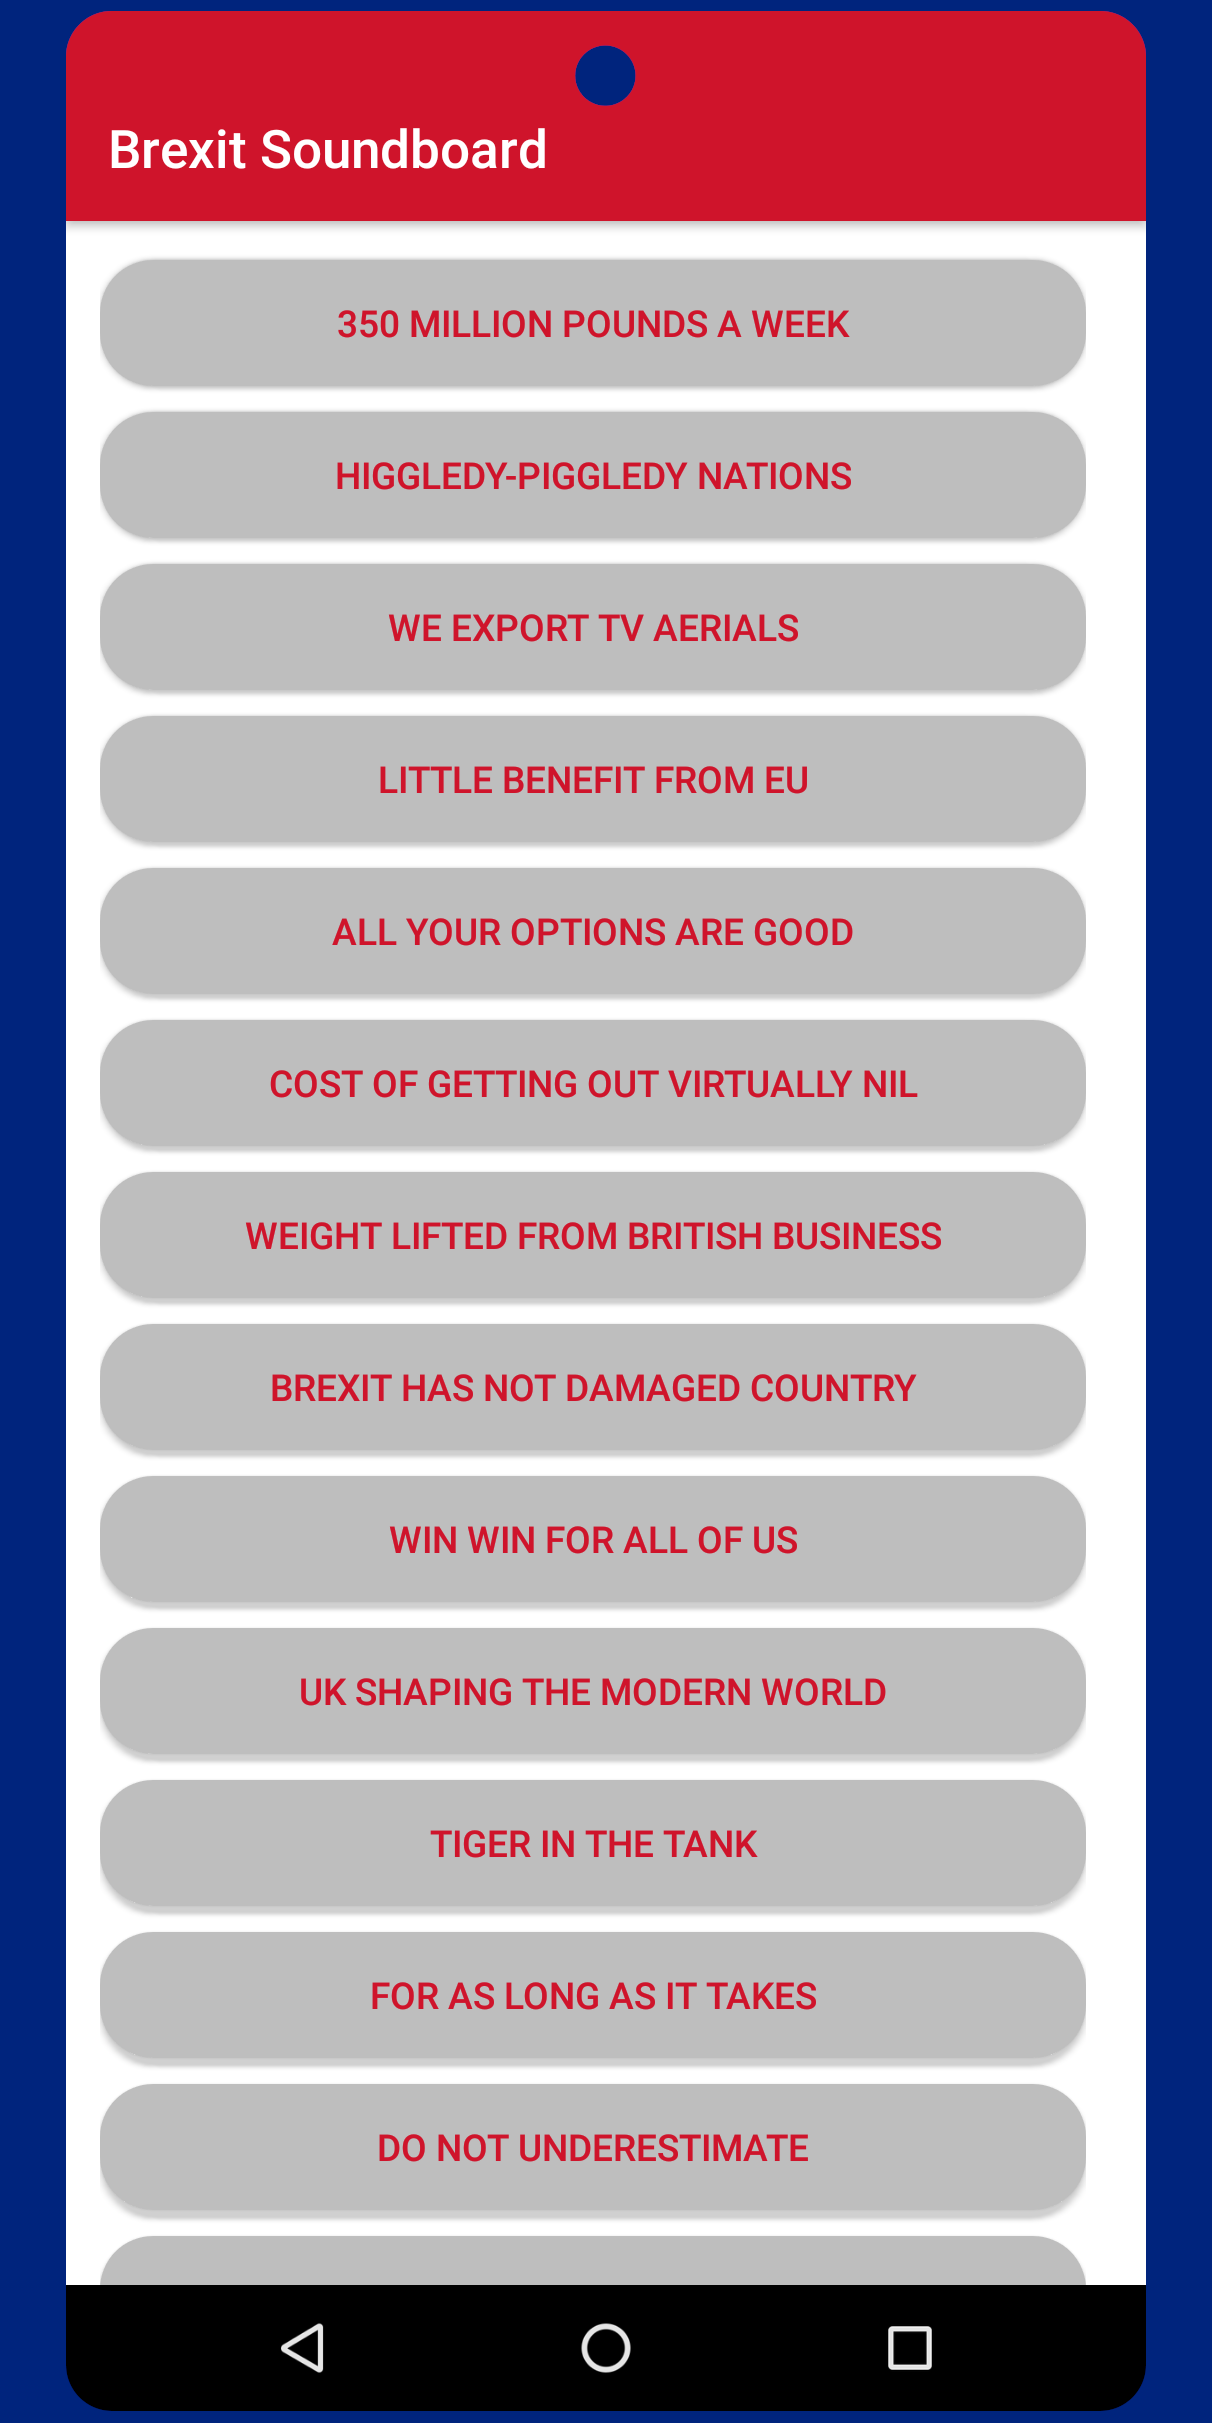 Brexit Soundboard
350 MILLION POUNDS A WEEK
HIGGLEDY-PIGGLEDY NATIONS
WE EXPORT TV AERIALS
LITTLE BENEFIT FROM EU
ALL YOUR OPTIONS ARE GOOD
COST OF GETTING OUT VIRTUALLY NIL
WEIGHT LIFTED FROM BRITISH BUSINESS
BREXIT HAS NOT DAMAGED COUNTRY
WIN WIN FOR ALL OF US
UK SHAPING THE MODERN WORLD
TIGER IN THE TANK
FOR AS LONG AS IT TAKES
DO NOT UNDERESTIMATE